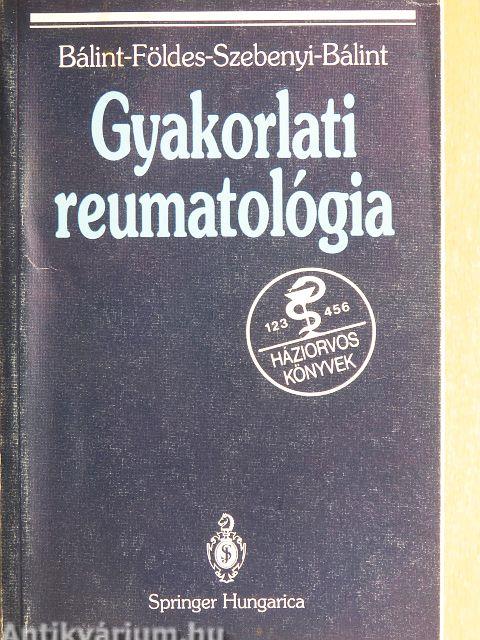 Bálint-Földes-Szebenyi-Bálint
Gyakorlati
reumatológia
123 456
HÁZIORVOS
KÖNYVEK
Springer Hungarica
Antikvárium.hu